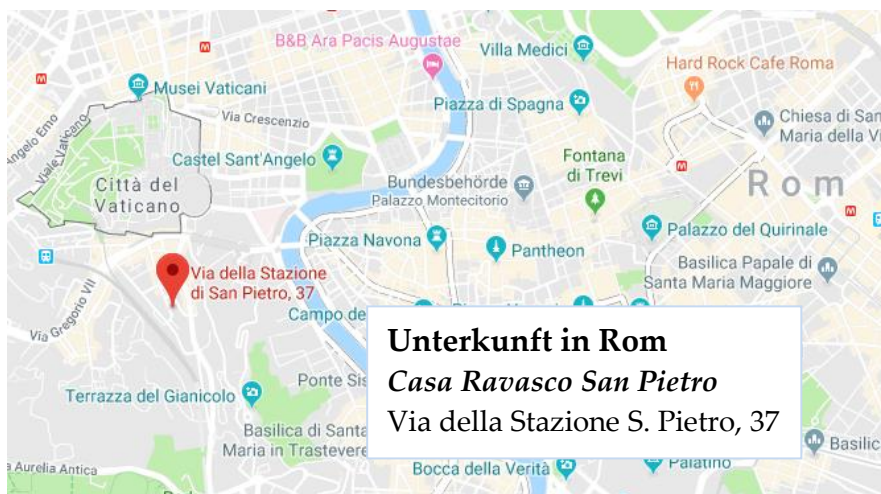 B&B Ara Pacis Augustae
Villa Medici
Hard Rock Cafe Roma
Musei Vaticani
Piazza di Spagna
Chiesa di San
Maria della Vi
Via Crescenzio
Angelo Emo
Viale Vaticano
Castel Sant'Angelo
Fontana
di Trevi
Città del
Vaticano
Bundesbehörde
Palazzo Montecitorio
Rom
Piazza Navona
Pantheon
Palazzo del Quirinale
Via della Stazione
di San Pietro, 37
Basilica Papale di
Santa Maria Maggiore
Via Gregorio VII
Campo de
Unterkunft in Rom
Casa Ravasco San Pietro
Via della Stazione S. Pietro, 37
Terrazza del Gianicolo
Ponte Sis
Basilica di Santa
Maria in Trastevere
Basilic
a Aurelia Antica
Bocca della Verità
Palatino